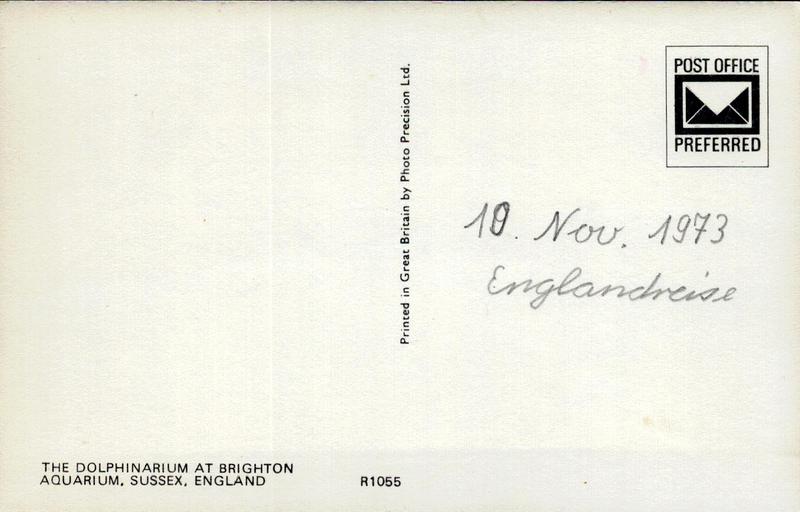 POST OFFICE
PREFERRED
Printed in Great Britain by Photo Precision Ltd.
10. Nov. 1973
Englandreise
THE DOLPHINARIUM AT BRIGHTON
AQUARIUM, SUSSEX, ENGLAND
R1055